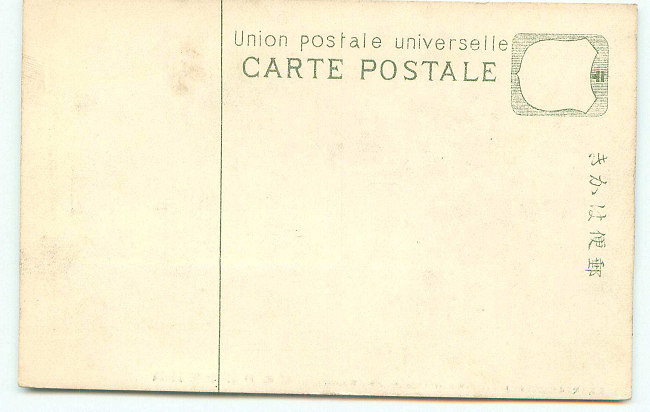 Union postale universelle
CARTE POSTALE
郵便はかき